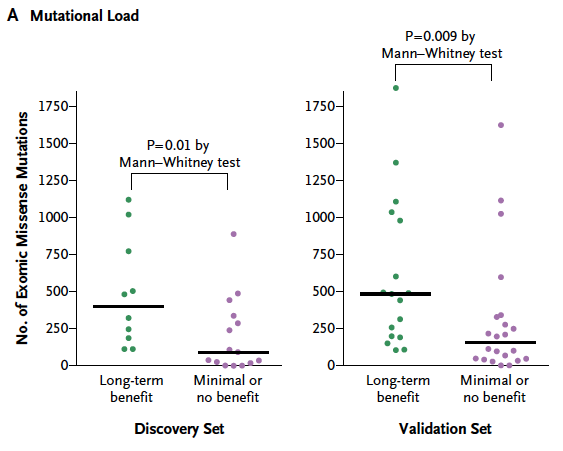 A Mutational Load
P=0.009 by
Mann–Whitney test
P=0.01 by
Mann–Whitney test
No. of Exomic Missense Mutations
1750
1500
1250
1000
750
500
250
0
1750
1500
1250
1000
750
500
250
0
Long-term
benefit
Minimal or
no benefit
Long-term
benefit
Minimal or
no benefit
Discovery Set
Validation Set